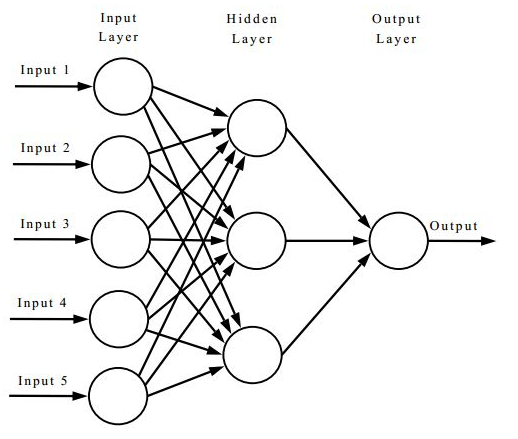 Input
Layer
Hidden
Layer
Output
Layer
Input 1
Input 2
Input 3
Input 4
Input 5
Output